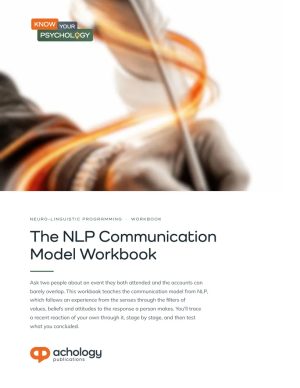 KNOW YOUR
PSYCHOLOGY
NEURO-LINGUISTIC PROGRAMMING WORKBOOK
The NLP Communication
Model Workbook
Ask two people about an event they both attended and the accounts can
barely overlap. This workbook teaches the communication model from NLP,
which follows an experience from the senses through the filters of
values, beliefs and attitudes to the response a person makes. You'll trace
a recent reaction of your own through it, stage by stage, and then test
what you concluded.
achology
publications